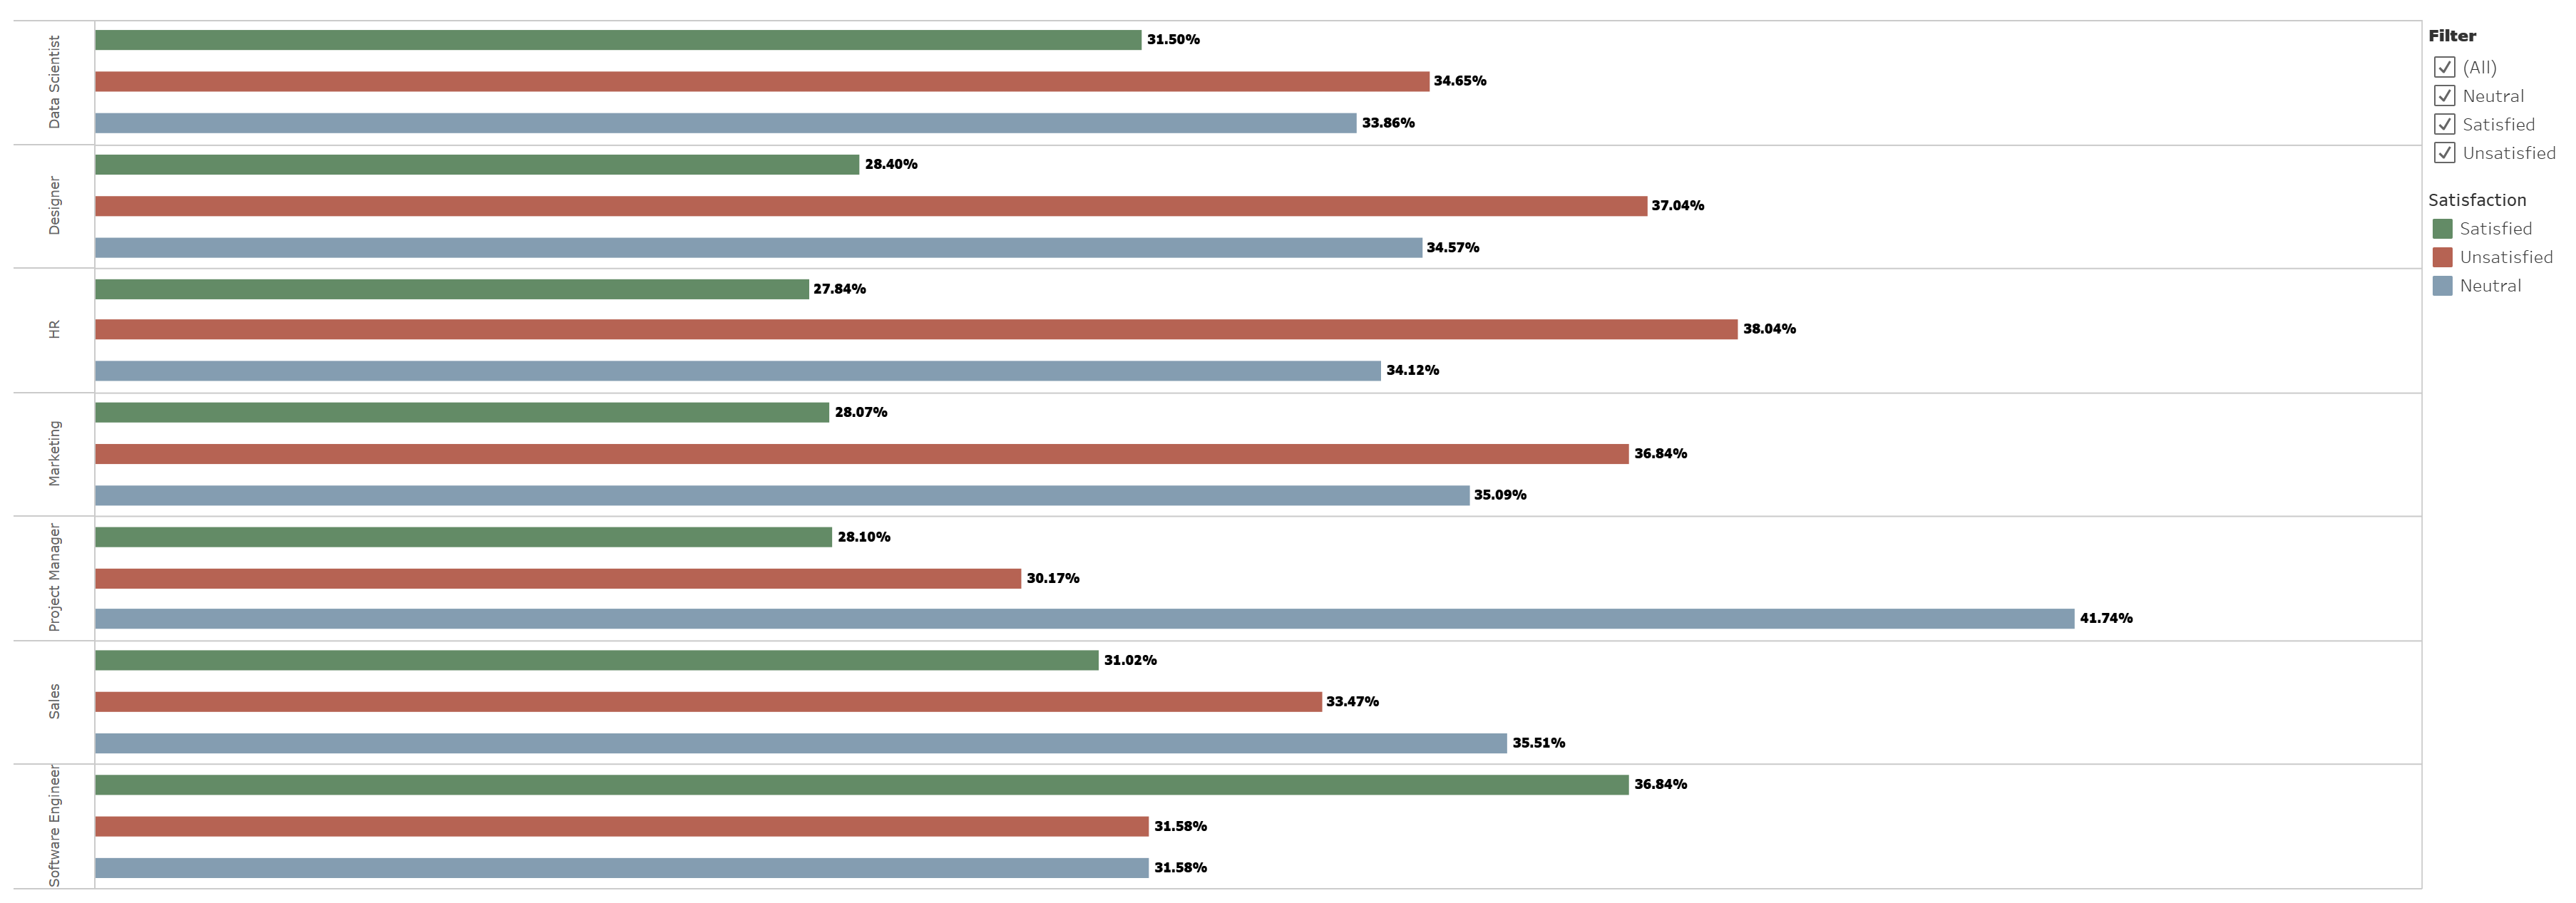 Data Scientist
31.50%
34.65%
33.86%
Designer
28.40%
37.04%
34.57%
HR
27.84%
38.04%
34.12%
Marketing
28.07%
36.84%
35.09%
Project Manager
28.10%
30.17%
41.74%
Sales
31.02%
33.47%
35.51%
Software Engineer
36.84%
31.58%
31.58%
Filter
(All)
Neutral
Satisfied
Unsatisfied
Satisfaction
Satisfied
Unsatisfied
Neutral